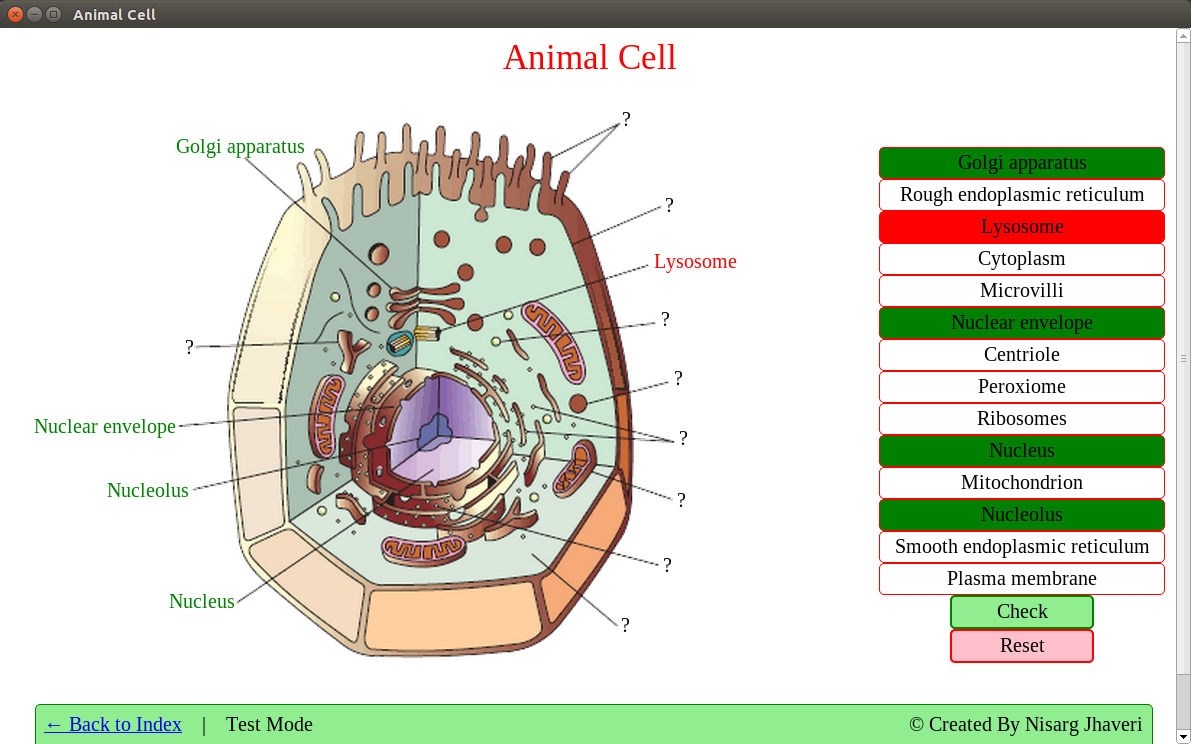 Animal Cell
Animal Cell
?
Golgi apparatus
?
Lysosome
?
?
?
Nuclear envelope
?
Nucleolus
?
?
Nucleus
?
Golgi apparatus
Rough endoplasmic reticulum
Lysosome
Cytoplasm
Microvilli
Nuclear envelope
Centriole
Peroxiome
Ribosomes
Nucleus
Mitochondrion
Nucleolus
Smooth endoplasmic reticulum
Plasma membrane
Check
Reset
← Back to Index | Test Mode © Created By Nisarg Jhaveri